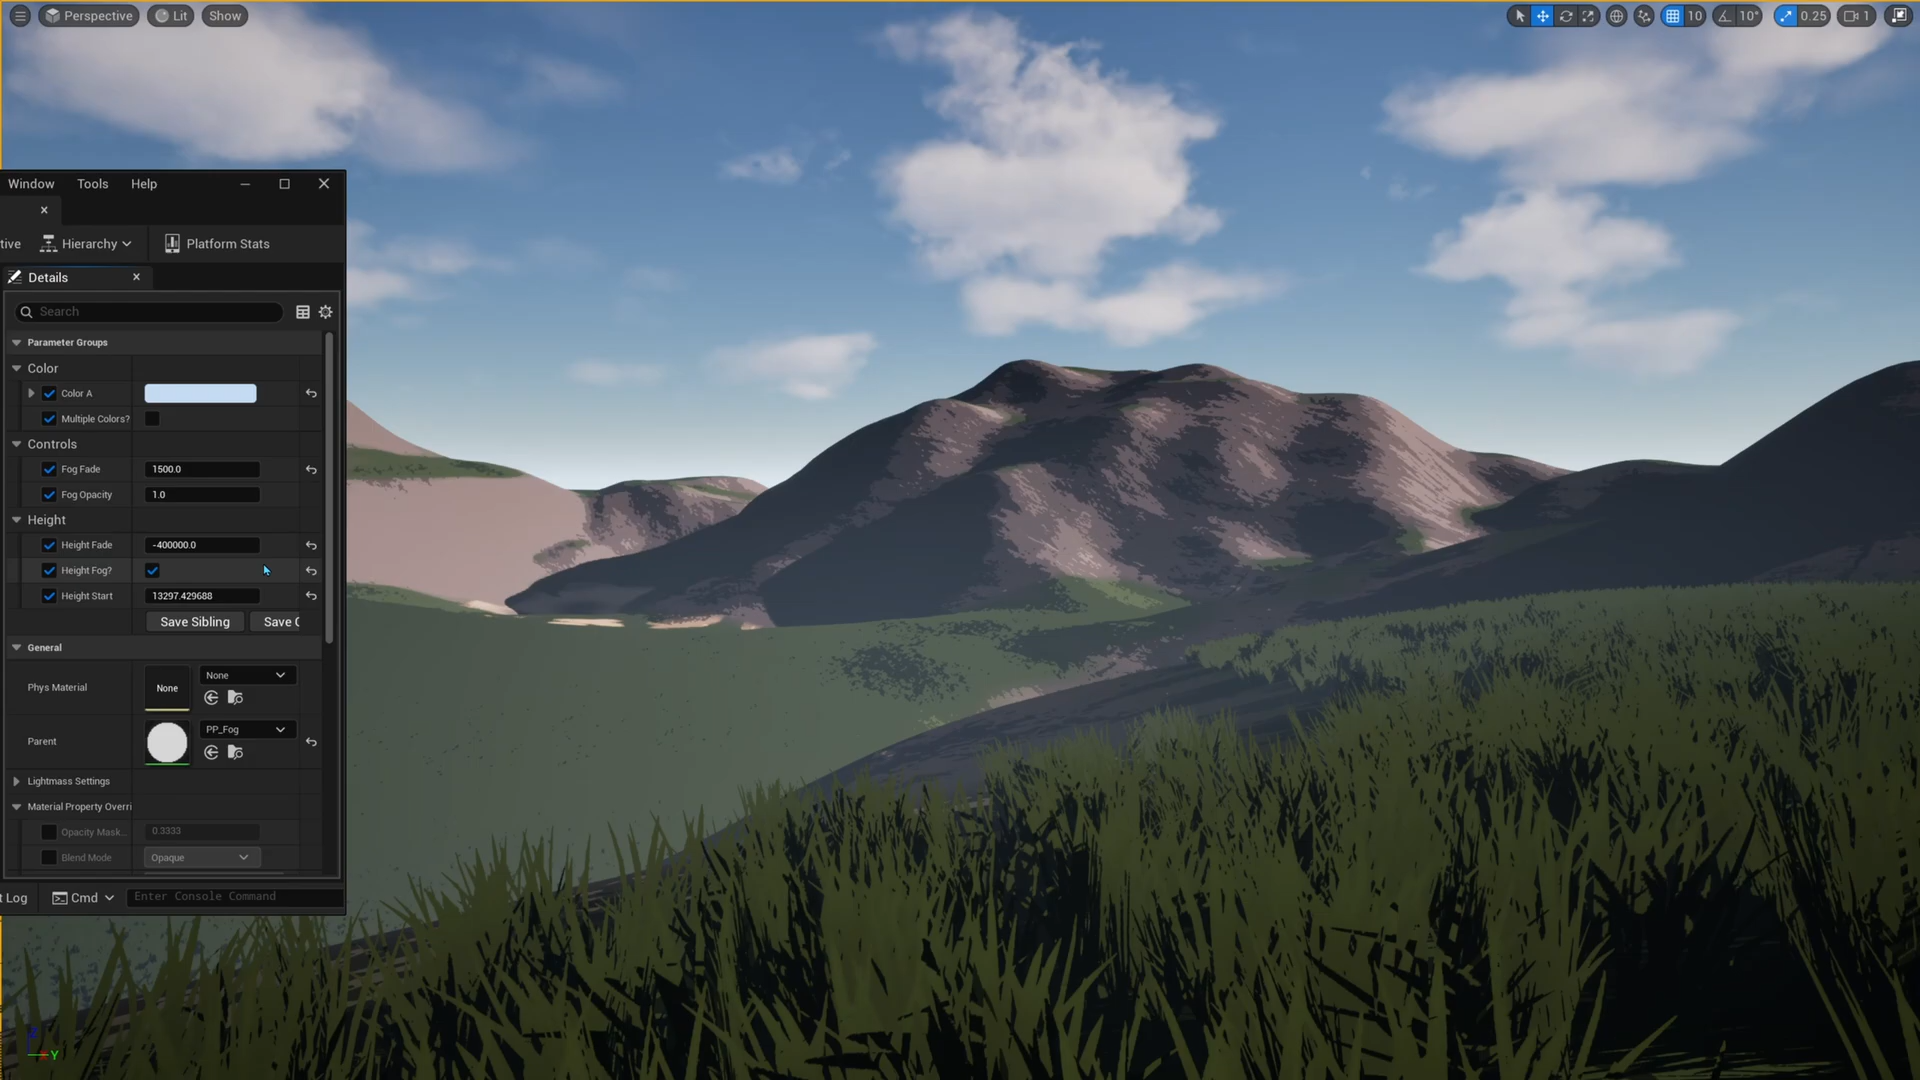 Perspective Lit Show 10 10° 0.25 1
Window Tools Help
tive Hierarchy Platform Stats
Details
Search
Parameter Groups
Color
Color A
Multiple Colors?
Controls
Fog Fade 1500.0
Fog Opacity 1.0
Height
Height Fade -400000.0
Height Fog?
Height Start 13297.429688
Save Sibling Save C
General
Phys Material None None
Parent PP_Fog
Lightmass Settings
Material Property Overri
Opacity Mask... 0.3333
Blend Mode Opaque
t Log Cmd Enter Console Command
Z
Y